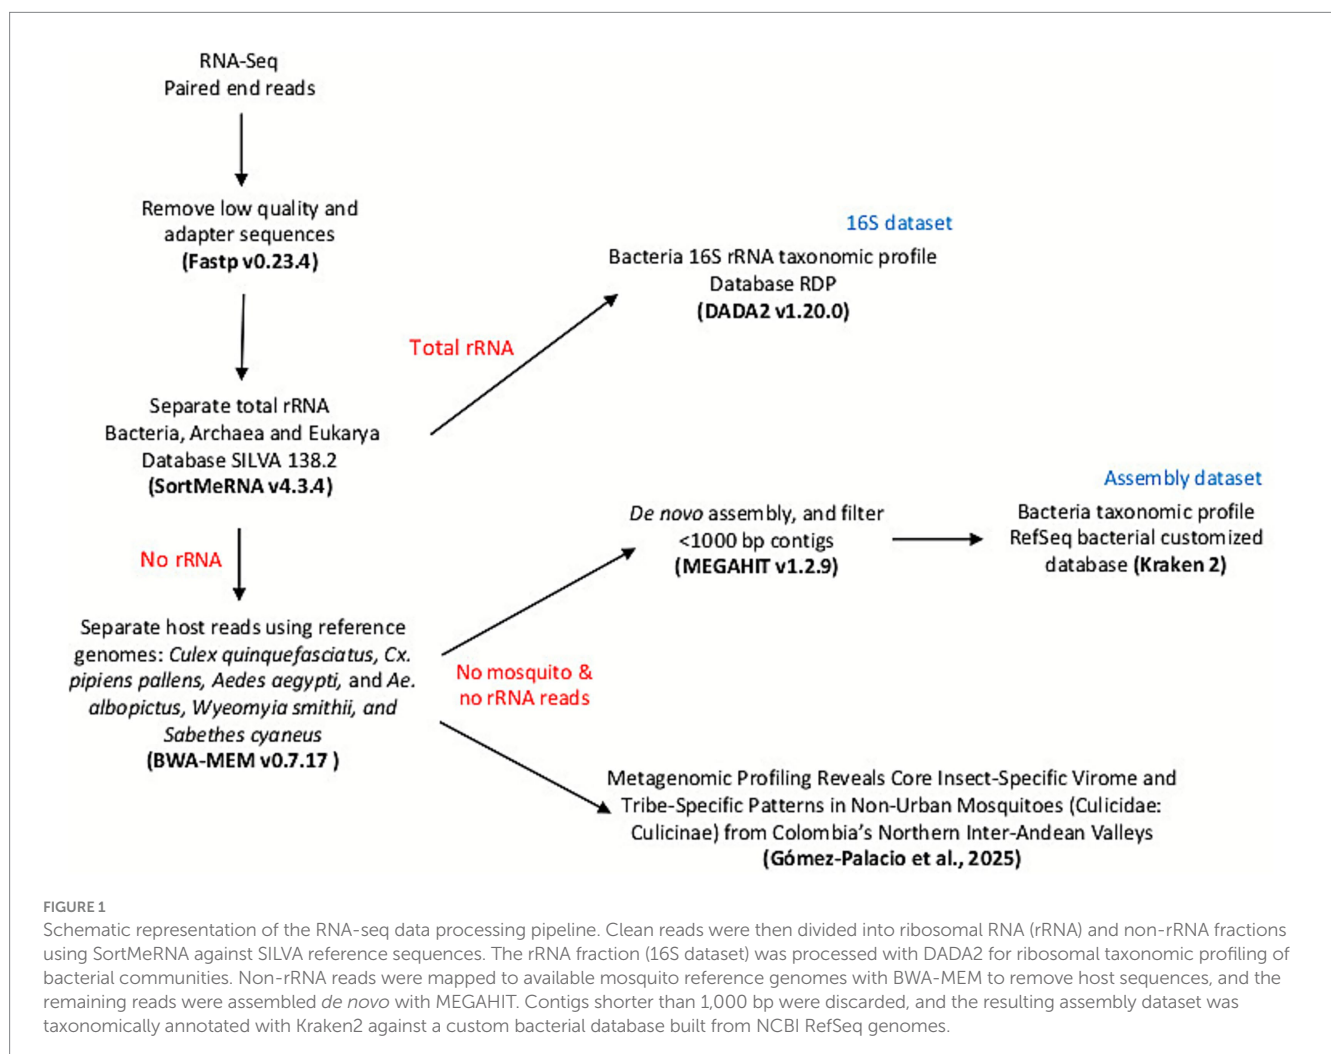 RNA-Seq
Paired end reads
Remove low quality and
adapter sequences
(Fastp v0.23.4)
16S dataset
Bacteria 16S rRNA taxonomic profile
Database RDP
(DADA2 v1.20.0)
Total rRNA
Separate total rRNA
Bacteria, Archaea and Eukarya
Database SILVA 138.2
(SortMeRNA v4.3.4)
No rRNA
Assembly dataset
De novo assembly, and filter
<1000 bp contigs
(MEGAHIT v1.2.9)
Bacteria taxonomic profile
RefSeq bacterial customized
database (Kraken 2)
Separate host reads using reference
genomes: Culex quinquefasciatus, Cx.
pipiens pallens, Aedes aegypti, and Ae.
albopictus, Wyeomyia smithii, and
Sabethes cyaneus
(BWA-MEM v0.7.17 )
No mosquito &
no rRNA reads
Metagenomic Profiling Reveals Core Insect-Specific Virome and
Tribe-Specific Patterns in Non-Urban Mosquitoes (Culicidae:
Culicinae) from Colombia's Northern Inter-Andean Valleys
(Gómez-Palacio et al., 2025)
FIGURE 1
Schematic representation of the RNA-seq data processing pipeline. Clean reads were then divided into ribosomal RNA (rRNA) and non-rRNA fractions
using SortMeRNA against SILVA reference sequences. The rRNA fraction (16S dataset) was processed with DADA2 for ribosomal taxonomic profiling of
bacterial communities. Non-rRNA reads were mapped to available mosquito reference genomes with BWA-MEM to remove host sequences, and the
remaining reads were assembled de novo with MEGAHIT. Contigs shorter than 1,000 bp were discarded, and the resulting assembly dataset was
taxonomically annotated with Kraken2 against a custom bacterial database built from NCBI RefSeq genomes.